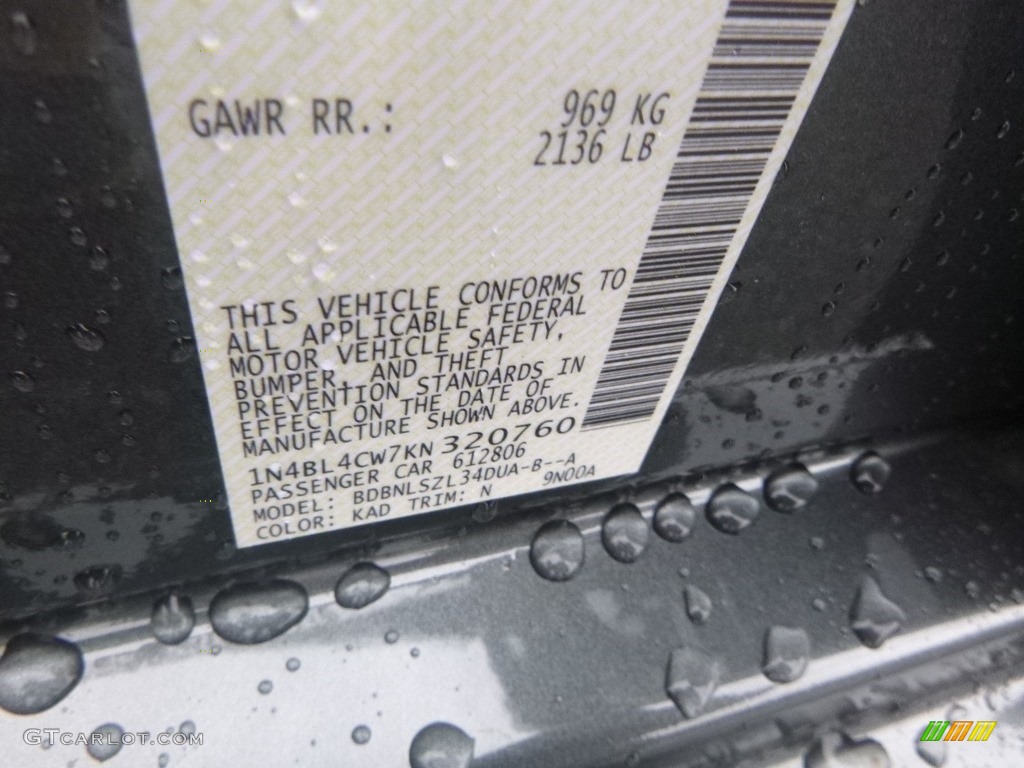 GAWR RR.: 969 KG
2136 LB
THIS VEHICLE CONFORMS TO
ALL APPLICABLE FEDERAL
MOTOR VEHICLE SAFETY,
BUMPER, AND THEFT
PREVENTION STANDARDS IN
EFFECT ON THE DATE OF
MANUFACTURE SHOWN ABOVE.
1N4BL4CW7KN320760
PASSENGER CAR 612806
MODEL: BDBNLSZL34DUA-B--A
COLOR: KAD TRIM: N 9N00A
GTCARLOT.COM